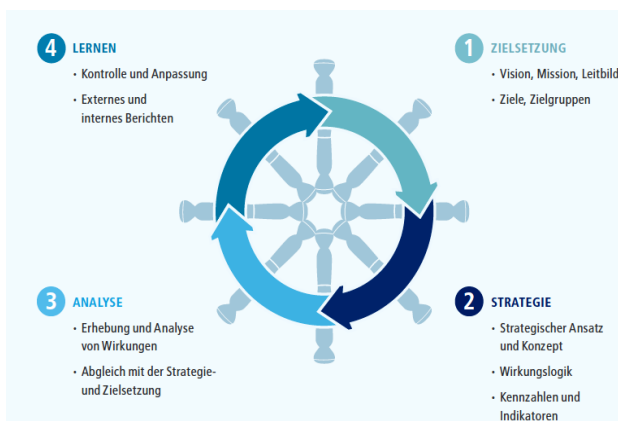 4 LERNEN
• Kontrolle und Anpassung
• Externes und
internes Berichten
1 ZIELSETZUNG
• Vision, Mission, Leitbild
• Ziele, Zielgruppen
3 ANALYSE
• Erhebung und Analyse
von Wirkungen
• Abgleich mit der Strategie-
und Zielsetzung
2 STRATEGIE
• Strategischer Ansatz
und Konzept
• Wirkungslogik
• Kennzahlen und
Indikatoren